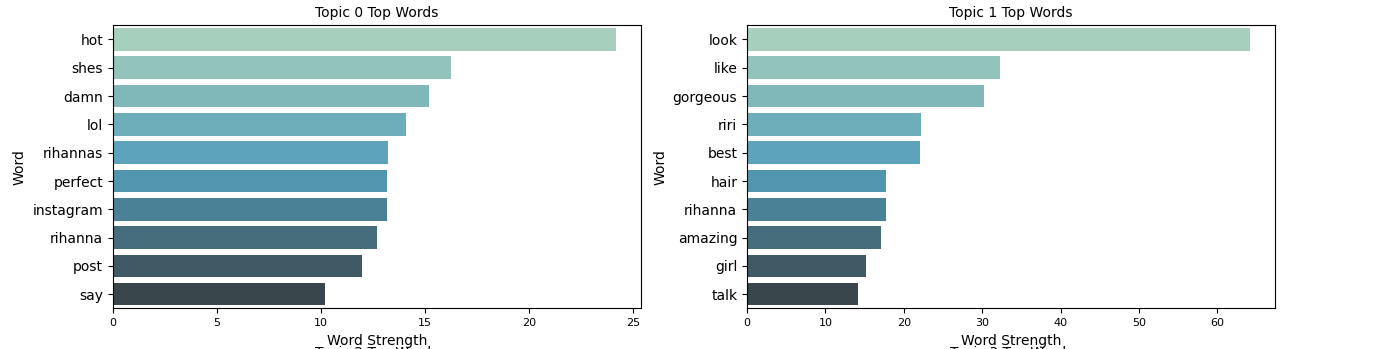 Topic 0 Top Words
hot
shes
damn
lol
rihannas
perfect
instagram
rihanna
post
say
Word
0 5 10 15 20 25
Word Strength
Topic 1 Top Words
look
like
gorgeous
riri
best
hair
rihanna
amazing
girl
talk
Word
0 10 20 30 40 50 60
Word Strength